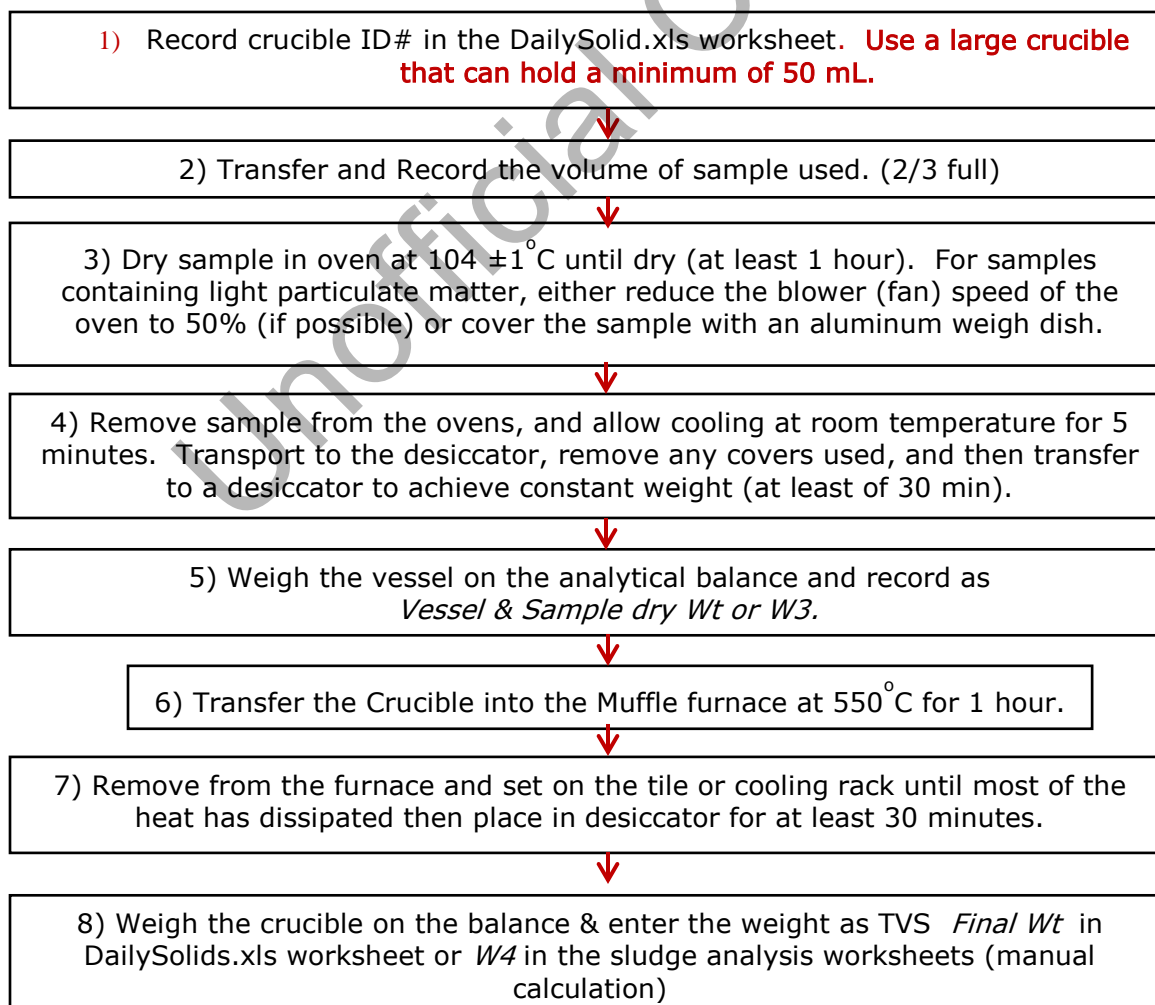 Unofficial C
1) Record crucible ID# in the DailySolid.xls worksheet. Use a large crucible
that can hold a minimum of 50 mL.
2) Transfer and Record the volume of sample used. (2/3 full)
3) Dry sample in oven at 104 ±1°C until dry (at least 1 hour). For samples
containing light particulate matter, either reduce the blower (fan) speed of the
oven to 50% (if possible) or cover the sample with an aluminum weigh dish.
4) Remove sample from the ovens, and allow cooling at room temperature for 5
minutes. Transport to the desiccator, remove any covers used, and then transfer
to a desiccator to achieve constant weight (at least of 30 min).
5) Weigh the vessel on the analytical balance and record as
Vessel & Sample dry Wt or W3.
6) Transfer the Crucible into the Muffle furnace at 550°C for 1 hour.
7) Remove from the furnace and set on the tile or cooling rack until most of the
heat has dissipated then place in desiccator for at least 30 minutes.
8) Weigh the crucible on the balance & enter the weight as TVS Final Wt in
DailySolids.xls worksheet or W4 in the sludge analysis worksheets (manual
calculation)